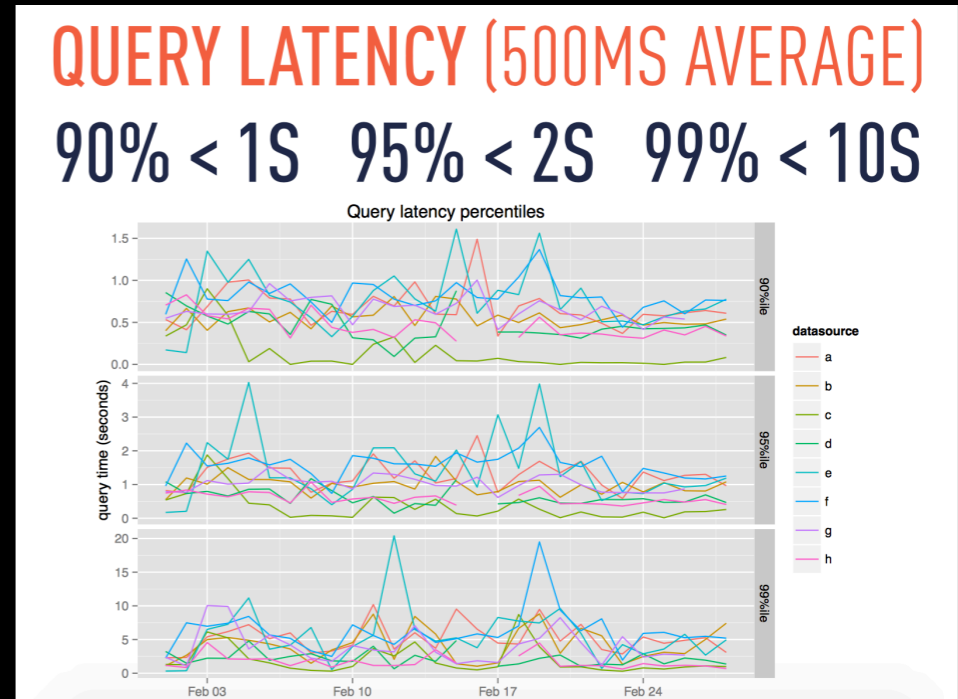 QUERY LATENCY (500MS AVERAGE)
90% < 1S 95% < 2S 99% < 10S
Query latency percentiles
query time (seconds)
1.5
1.0
0.5
0.0
90%ile
4
3
2
1
0
95%ile
20
15
10
5
0
99%ile
Feb 03 Feb 10 Feb 17 Feb 24
datasource
a
b
c
d
e
f
g
h